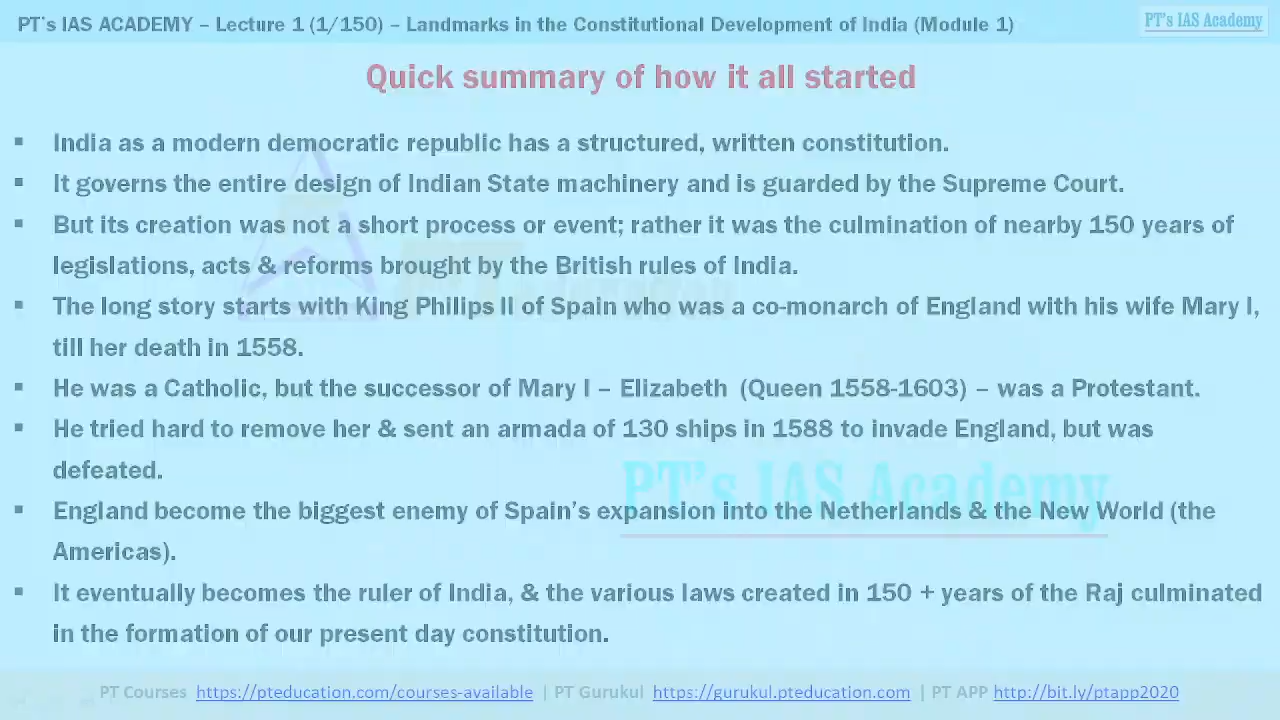 PT's IAS ACADEMY – Lecture 1 (1/150) – Landmarks in the Constitutional Development of India (Module 1)
PT's IAS Academy
Quick summary of how it all started
▪ India as a modern democratic republic has a structured, written constitution.
▪ It governs the entire design of Indian State machinery and is guarded by the Supreme Court.
▪ But its creation was not a short process or event; rather it was the culmination of nearby 150 years of
legislations, acts & reforms brought by the British rules of India.
▪ The long story starts with King Philips II of Spain who was a co-monarch of England with his wife Mary I,
till her death in 1558.
▪ He was a Catholic, but the successor of Mary I – Elizabeth (Queen 1558-1603) – was a Protestant.
▪ He tried hard to remove her & sent an armada of 130 ships in 1588 to invade England, but was
defeated.
PT's IAS Academy
▪ England become the biggest enemy of Spain's expansion into the Netherlands & the New World (the
Americas).
▪ It eventually becomes the ruler of India, & the various laws created in 150 + years of the Raj culminated
in the formation of our present day constitution.
PT Courses https://pteducation.com/courses-available | PT Gurukul https://gurukul.pteducation.com | PT APP http://bit.ly/ptapp2020